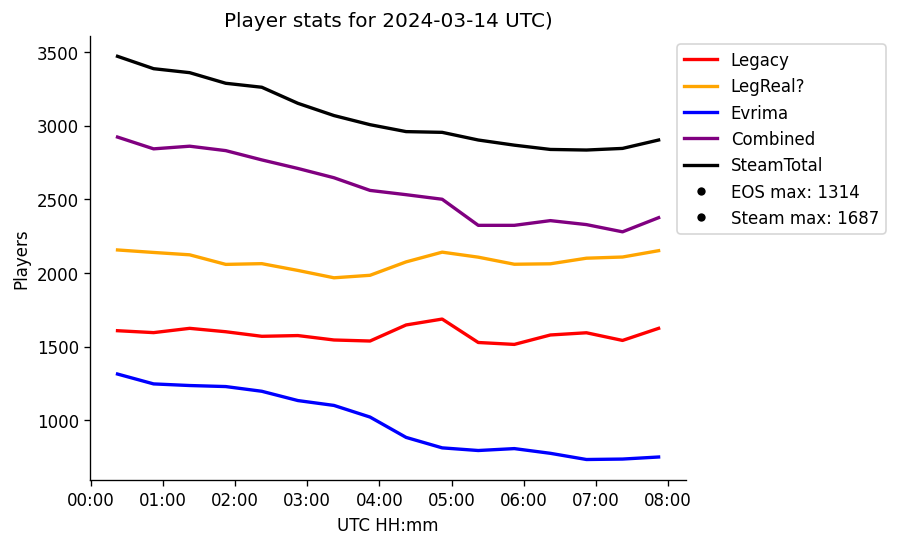 Player stats for 2024-03-14 UTC)
3500
3000
2500
2000
1500
1000
Players
00:00 01:00 02:00 03:00 04:00 05:00 06:00 07:00 08:00
UTC HH:mm
Legacy
LegReal?
Evrima
Combined
SteamTotal
EOS max: 1314
Steam max: 1687